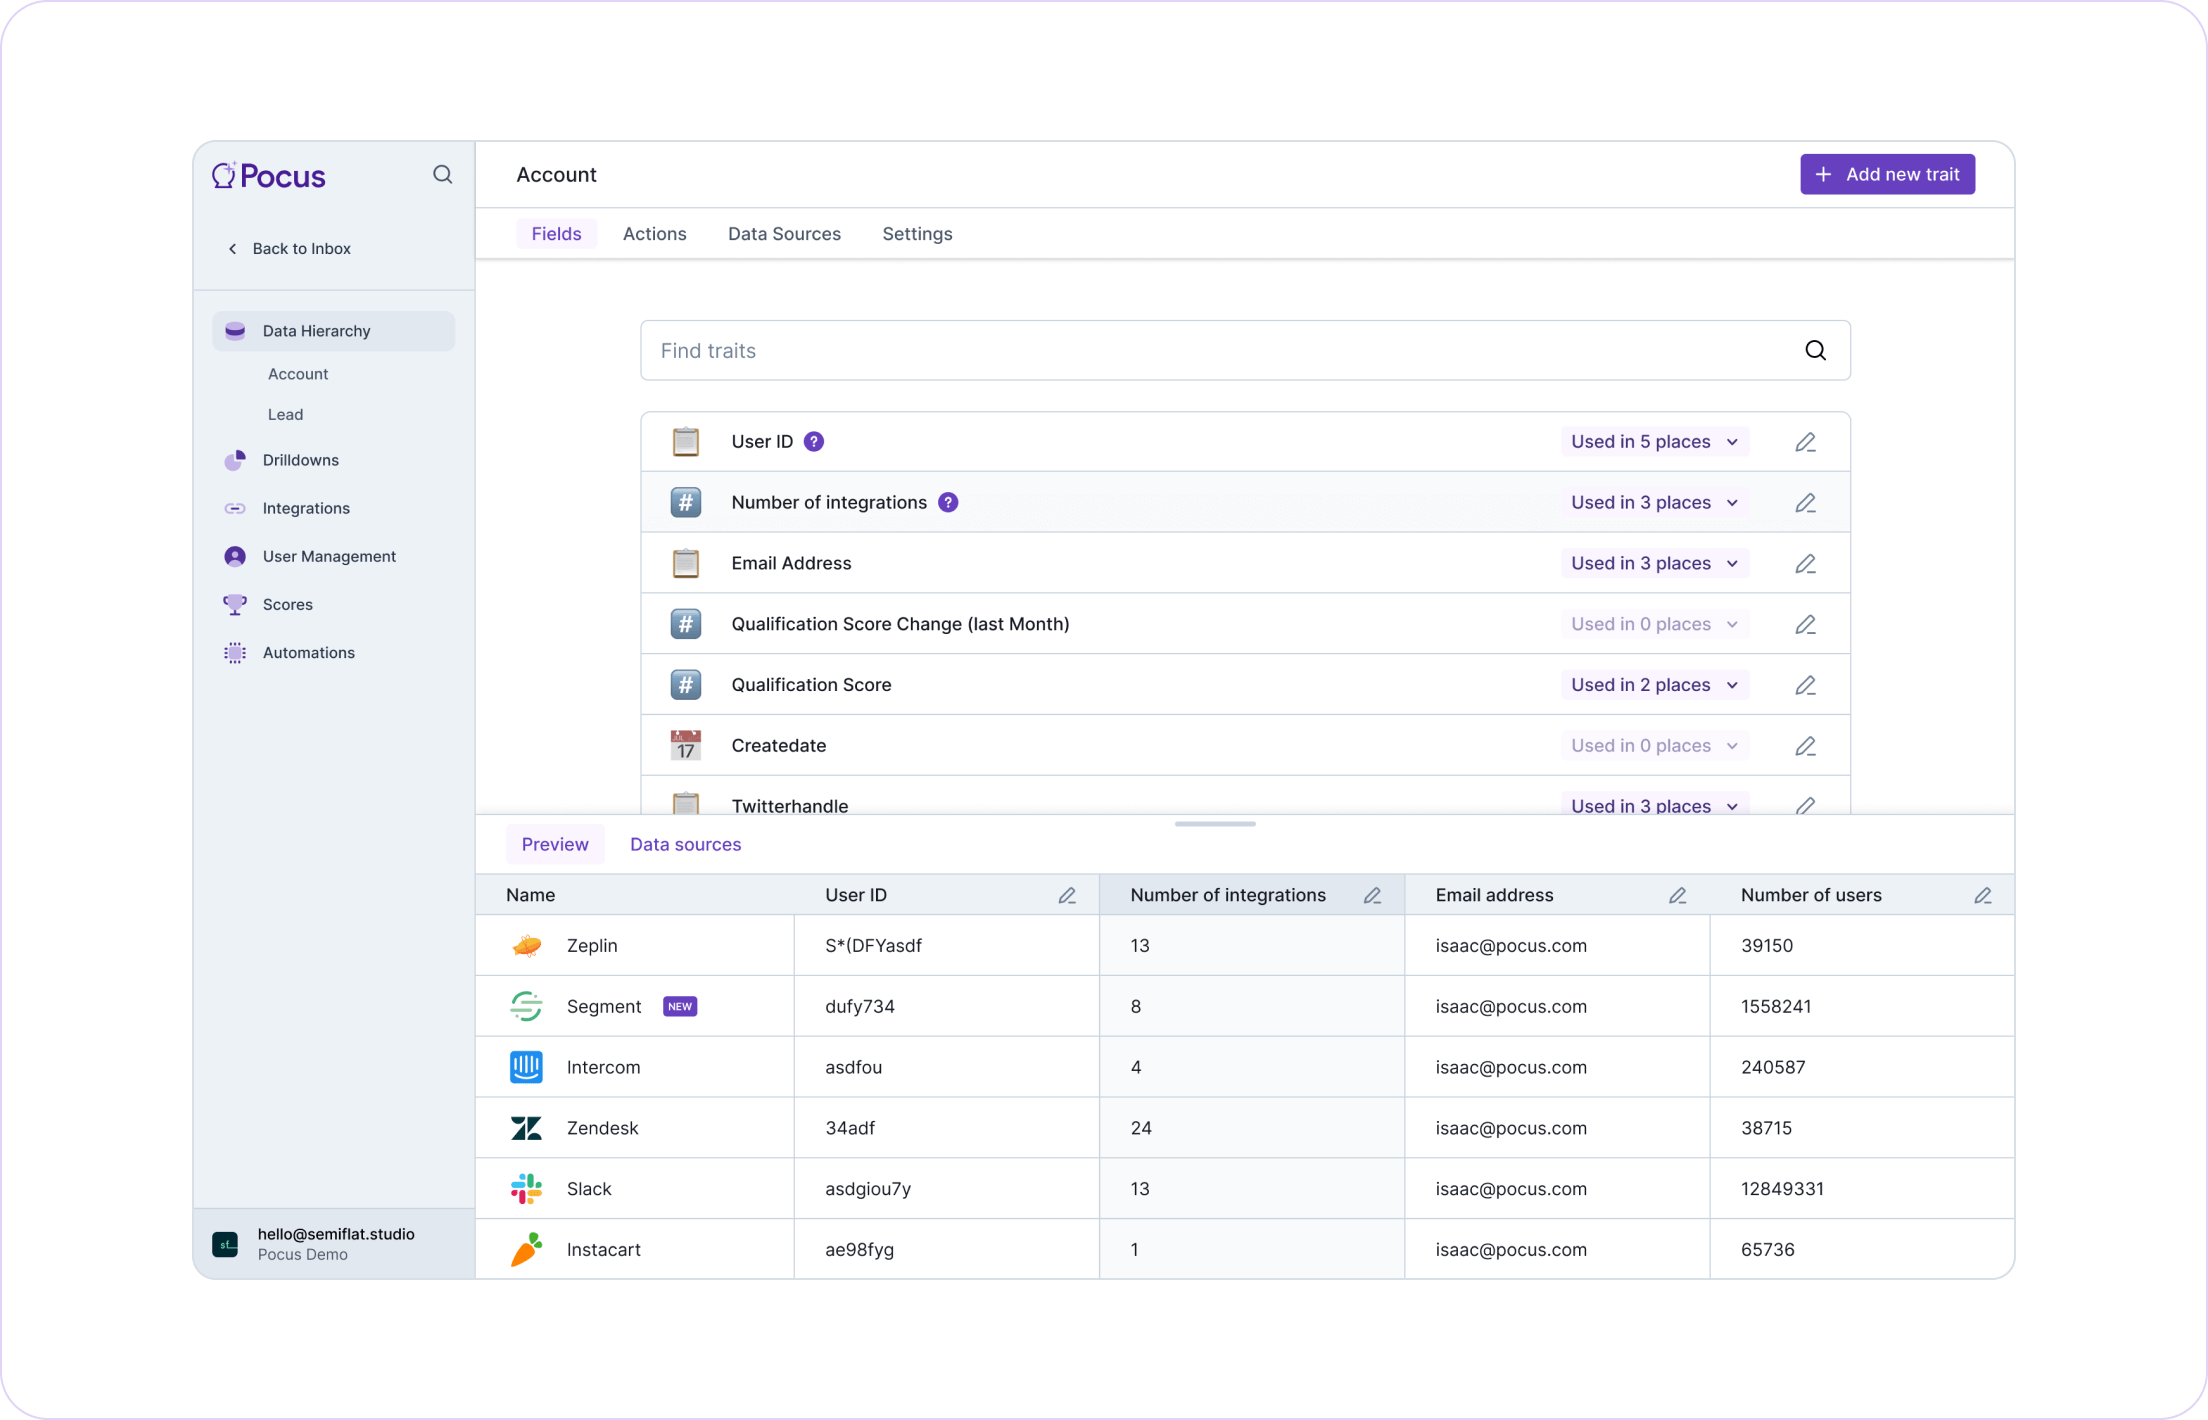 Pocus
Back to Inbox
Data Hierarchy
Account
Lead
Drilldowns
Integrations
User Management
Scores
Automations
sf_
hello@semiflat.studio
Pocus Demo
Account
+ Add new trait
Fields Actions Data Sources Settings
Find traits
User ID ? Used in 5 places
# Number of integrations ? Used in 3 places
Email Address Used in 3 places
# Qualification Score Change (last Month) Used in 0 places
# Qualification Score Used in 2 places
JUL 17 Createdate Used in 0 places
Twitterhandle Used in 3 places
Preview Data sources
Name User ID Number of integrations Email address Number of users
Zeplin S*(DFYasdf 13 isaac@pocus.com 39150
Segment NEW dufy734 8 isaac@pocus.com 1558241
Intercom asdfou 4 isaac@pocus.com 240587
Zendesk 34adf 24 isaac@pocus.com 38715
Slack asdgiou7y 13 isaac@pocus.com 12849331
Instacart ae98fyg 1 isaac@pocus.com 65736